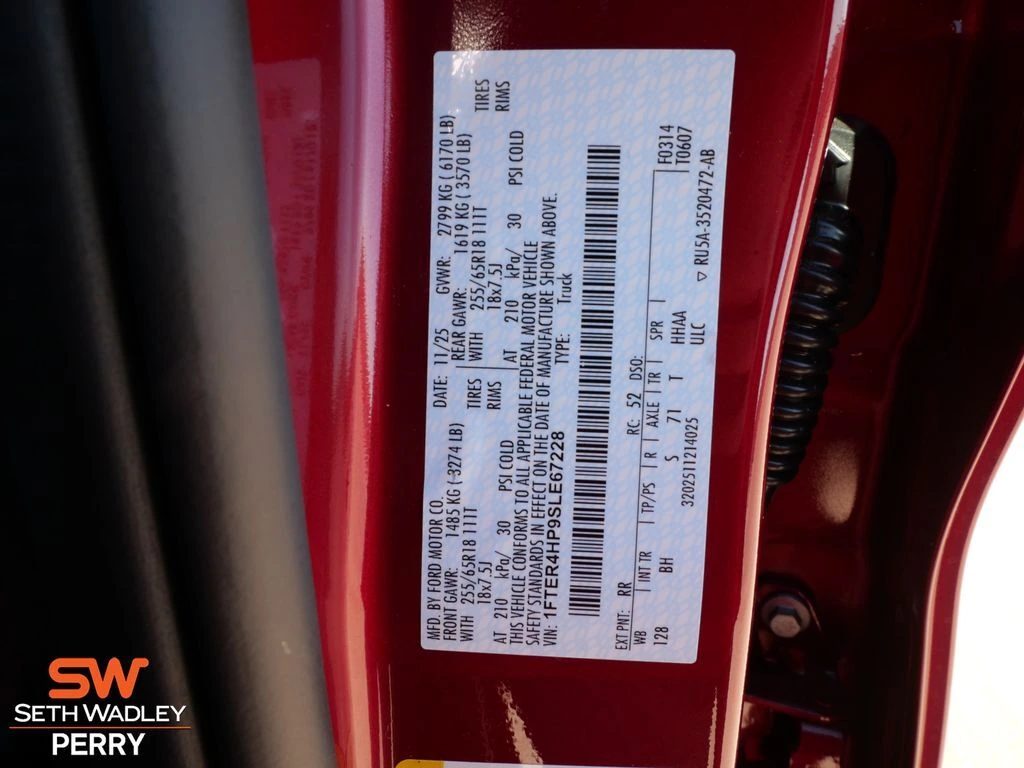 MFD. BY FORD MOTOR CO. DATE: 11/25 GVWR: 2799 KG ( 6170 LB)
FRONT GAWR: 1485 KG ( 3274 LB) REAR GAWR: 1619 KG ( 3570 LB)
WITH 255/65R18 111T TIRES WITH 255/65R18 111T TIRES
18x7.5J RIMS 18x7.5J RIMS
AT 210 kPa/ 30 PSI COLD AT 210 kPa/ 30 PSI COLD
THIS VEHICLE CONFORMS TO ALL APPLICABLE FEDERAL MOTOR VEHICLE
SAFETY STANDARDS IN EFFECT ON THE DATE OF MANUFACTURE SHOWN ABOVE.
VIN: 1FTER4HP9SLE67228 TYPE: Truck
EXT PNT: RR RC: 52 DSO: F0314
WB INT TR TP/PS R AXLE TR SPR T0607
128 BH S 71 T HHAA
ULC
3202511214025
▽ RU5A-3520472-AB
SW
SETH WADLEY
PERRY